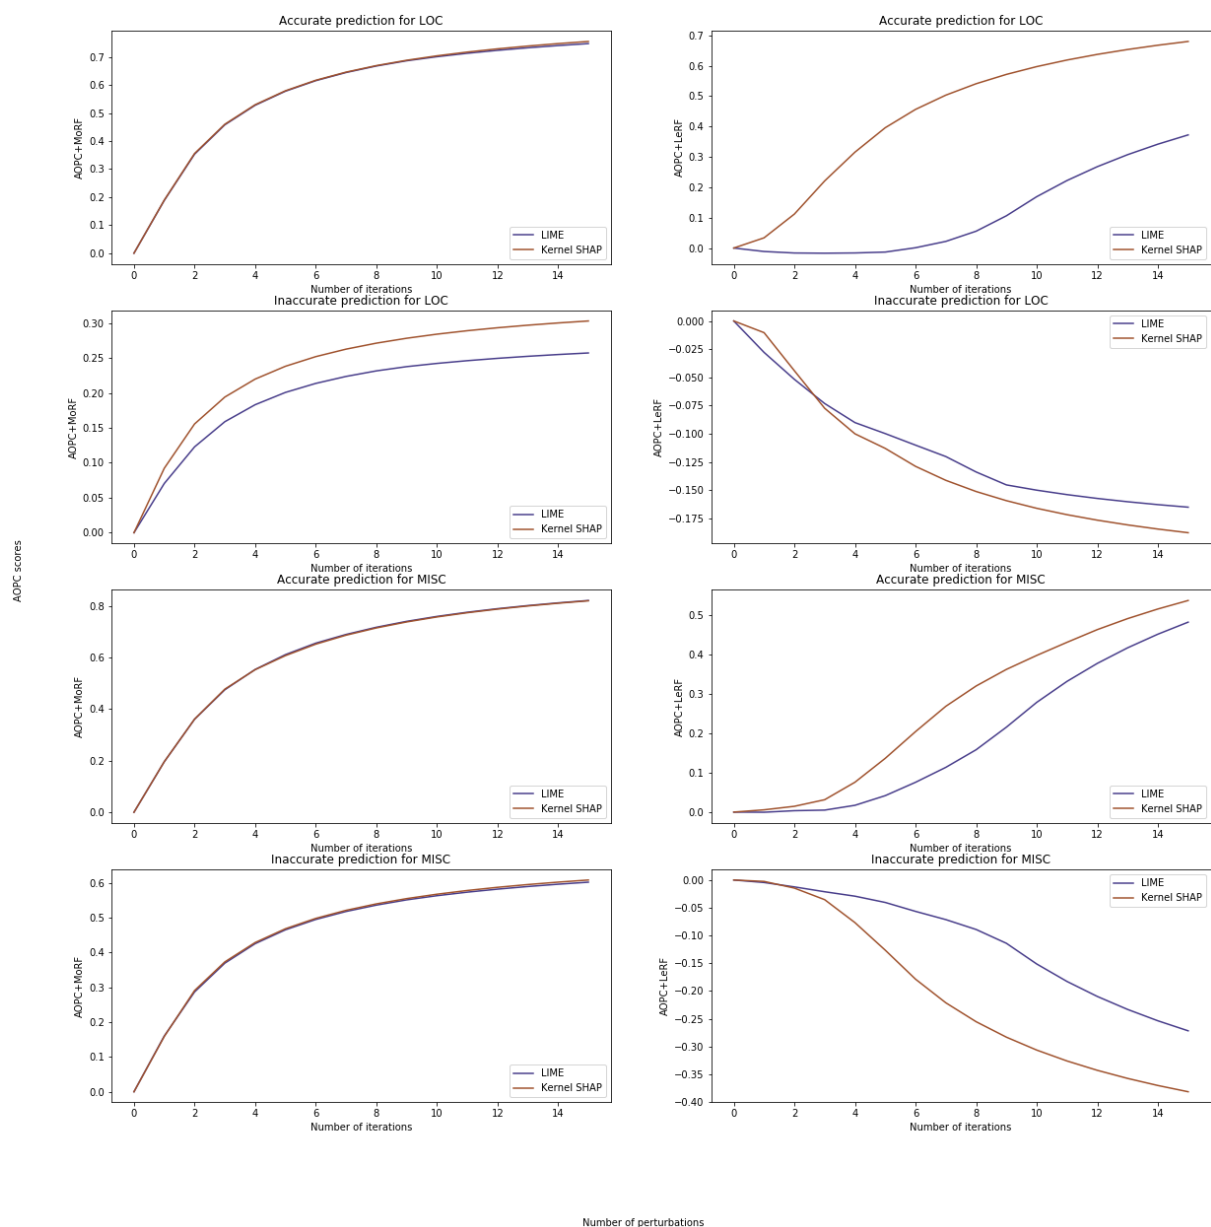 Accurate prediction for LOC
AOPC+MoRF
0.7
0.6
0.5
0.4
0.3
0.2
0.1
0.0
LIME
Kernel SHAP
0 2 4 6 8 10 12 14
Number of iterations
Accurate prediction for LOC
AOPC+LeRF
0.7
0.6
0.5
0.4
0.3
0.2
0.1
0.0
LIME
Kernel SHAP
0 2 4 6 8 10 12 14
Number of iterations
Inaccurate prediction for LOC
AOPC+MoRF
0.30
0.25
0.20
0.15
0.10
0.05
0.00
LIME
Kernel SHAP
0 2 4 6 8 10 12 14
Number of iterations
Inaccurate prediction for LOC
AOPC+LeRF
0.000
−0.025
−0.050
−0.075
−0.100
−0.125
−0.150
−0.175
LIME
Kernel SHAP
0 2 4 6 8 10 12 14
Number of iterations
AOPC scores
Accurate prediction for MISC
AOPC+MoRF
0.8
0.6
0.4
0.2
0.0
LIME
Kernel SHAP
0 2 4 6 8 10 12 14
Number of iterations
Accurate prediction for MISC
AOPC+LeRF
0.5
0.4
0.3
0.2
0.1
0.0
LIME
Kernel SHAP
0 2 4 6 8 10 12 14
Number of iterations
Inaccurate prediction for MISC
AOPC+MoRF
0.6
0.5
0.4
0.3
0.2
0.1
0.0
LIME
Kernel SHAP
0 2 4 6 8 10 12 14
Number of iterations
Inaccurate prediction for MISC
AOPC+LeRF
0.00
−0.05
−0.10
−0.15
−0.20
−0.25
−0.30
−0.35
−0.40
LIME
Kernel SHAP
0 2 4 6 8 10 12 14
Number of iterations
Number of perturbations